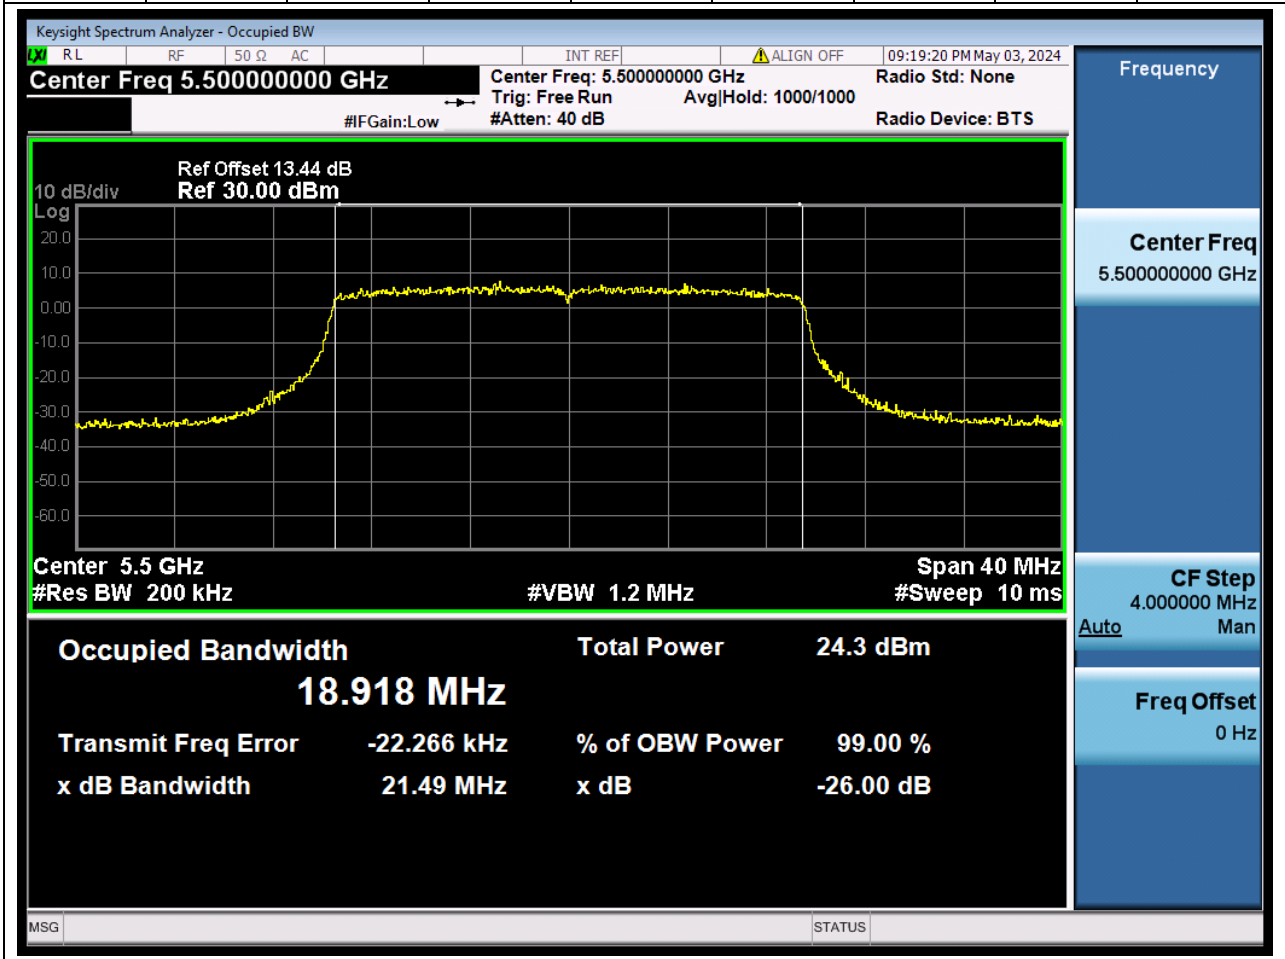 Keysight Spectrum Analyzer - Occupied BW
LXI RL RF 50 Ω AC INT REF ALIGN OFF 09:19:20 PM May 03, 2024
Center Freq 5.500000000 GHz
Center Freq: 5.500000000 GHz Radio Std: None
Trig: Free Run Avg|Hold: 1000/1000
#IFGain:Low #Atten: 40 dB Radio Device: BTS
Ref Offset 13.44 dB
10 dB/div Ref 30.00 dBm
Log
20.0
10.0
0.00
-10.0
-20.0
-30.0
-40.0
-50.0
-60.0
Center 5.5 GHz Span 40 MHz
#Res BW 200 kHz #VBW 1.2 MHz #Sweep 10 ms
Occupied Bandwidth Total Power 24.3 dBm
18.918 MHz
Transmit Freq Error -22.266 kHz % of OBW Power 99.00 %
x dB Bandwidth 21.49 MHz x dB -26.00 dB
MSG STATUS
Frequency
Center Freq
5.500000000 GHz
CF Step
4.000000 MHz
Auto Man
Freq Offset
0 Hz